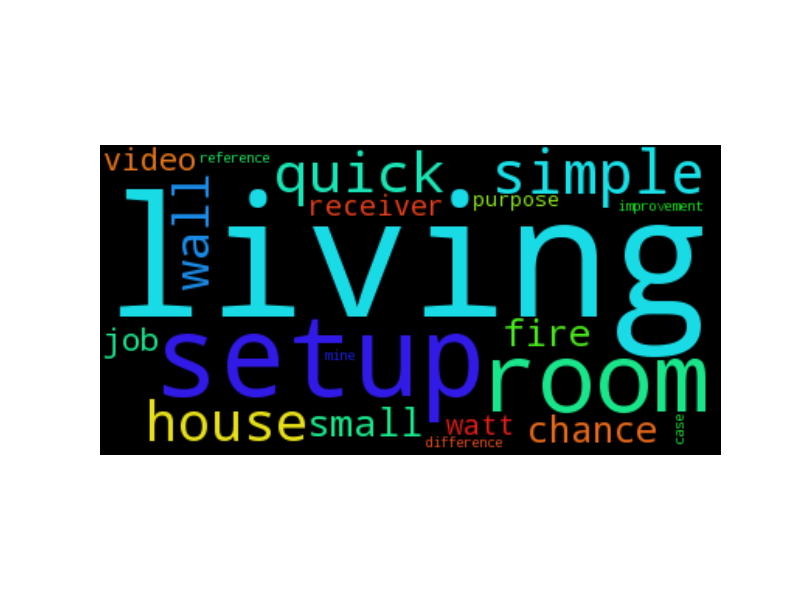 video
reference
quick
simple
wall
receiver
purpose
improvement
living
job
setup
mine
fire
room
house
small
watt
chance
difference
case